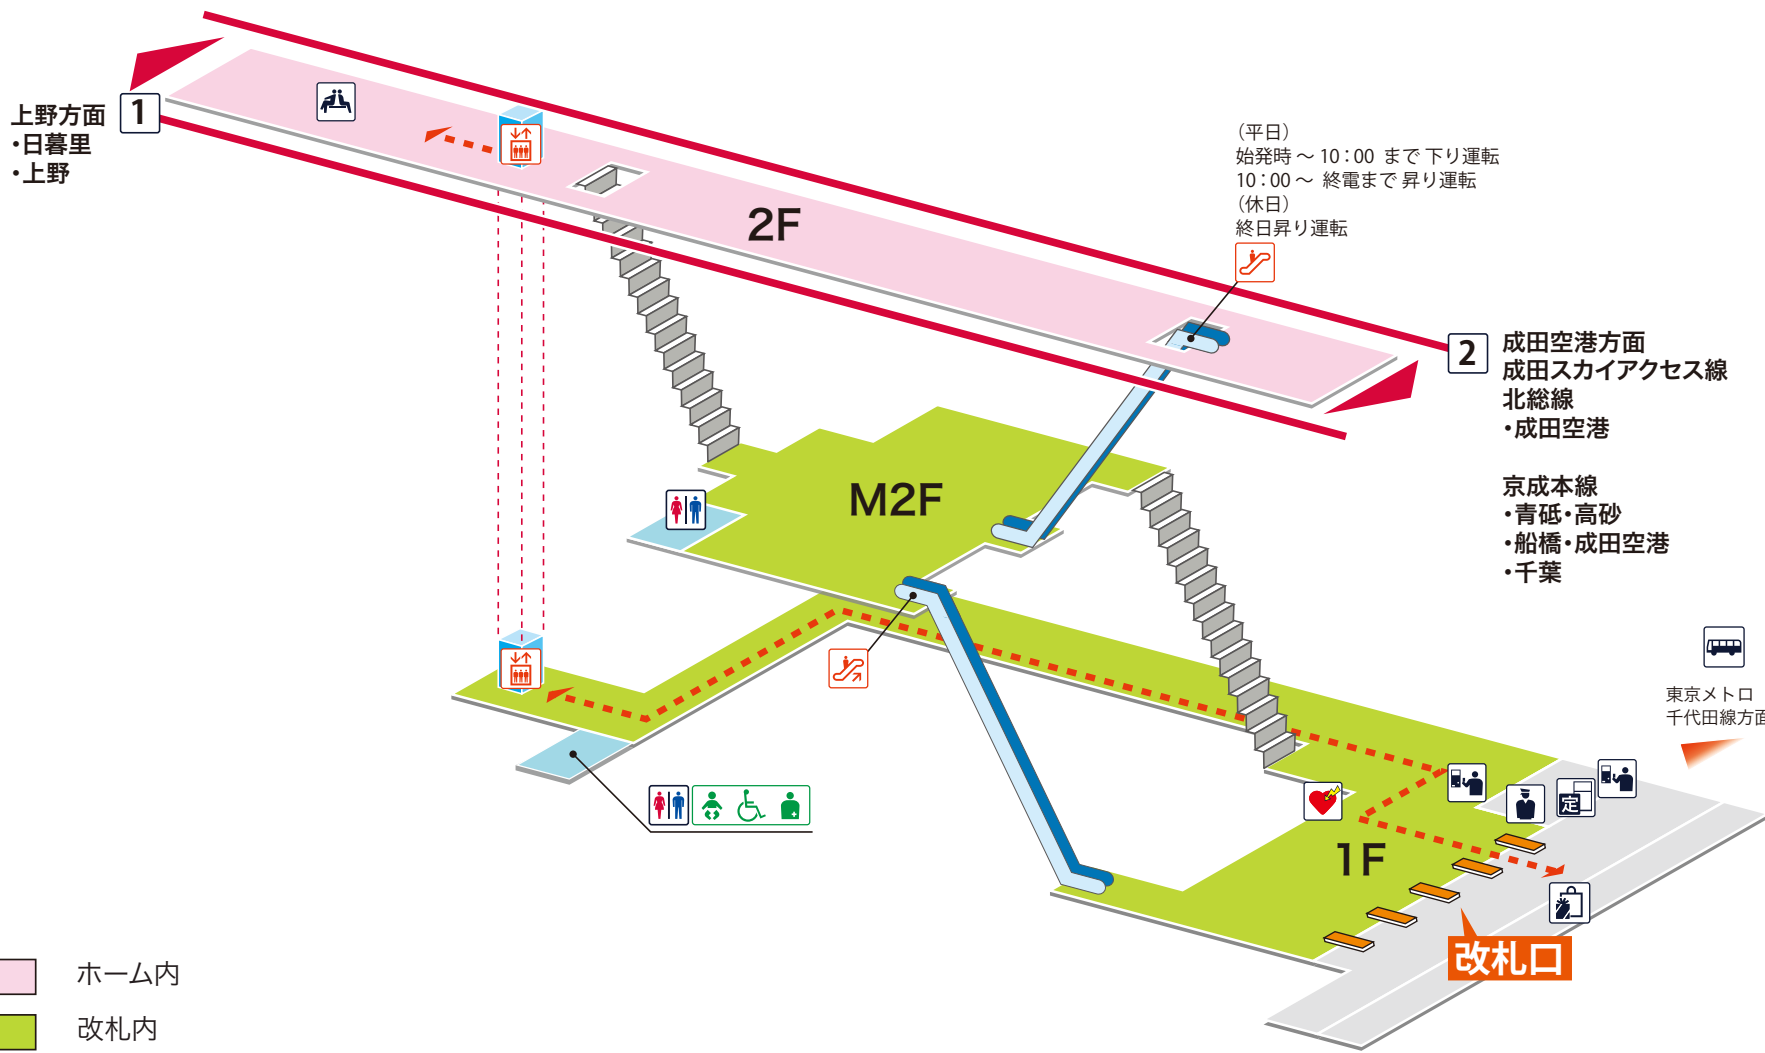 上野方面
・日暮里
・上野
1
2F
（平日）
始発時 ～ 10：00 まで 下り運転
10：00 ～ 終電まで 昇り運転
（休日）
終日昇り運転
2
成田空港方面
成田スカイアクセス線
北総線
・成田空港
京成本線
・青砥・高砂
・船橋・成田空港
・千葉
M2F
東京メトロ
千代田線方面
定
1F
改札口
ホーム内
改札内